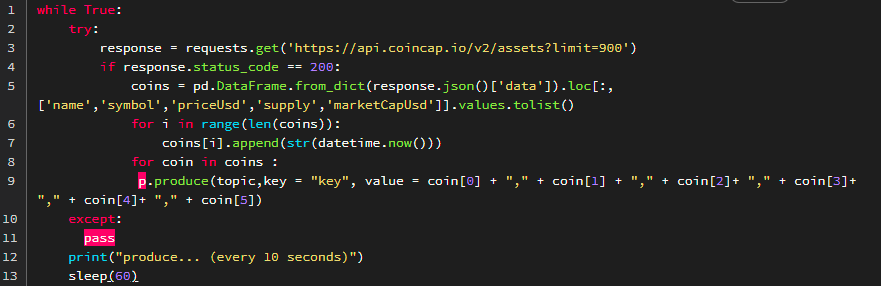 1 while True:
2     try:
3         response = requests.get('https://api.coincap.io/v2/assets?limit=900')
4         if response.status_code == 200:
5             coins = pd.DataFrame.from_dict(response.json()['data']).loc[:,
['name','symbol','priceUsd','supply','marketCapUsd']].values.tolist()
6             for i in range(len(coins)):
7                 coins[i].append(str(datetime.now()))
8             for coin in coins :
9              p.produce(topic,key = "key", value = coin[0] + "," + coin[1] + "," + coin[2]+ "," + coin[3]+
"," + coin[4]+ "," + coin[5])
10     except:
11       pass
12     print("produce... (every 10 seconds)")
13     sleep(60)